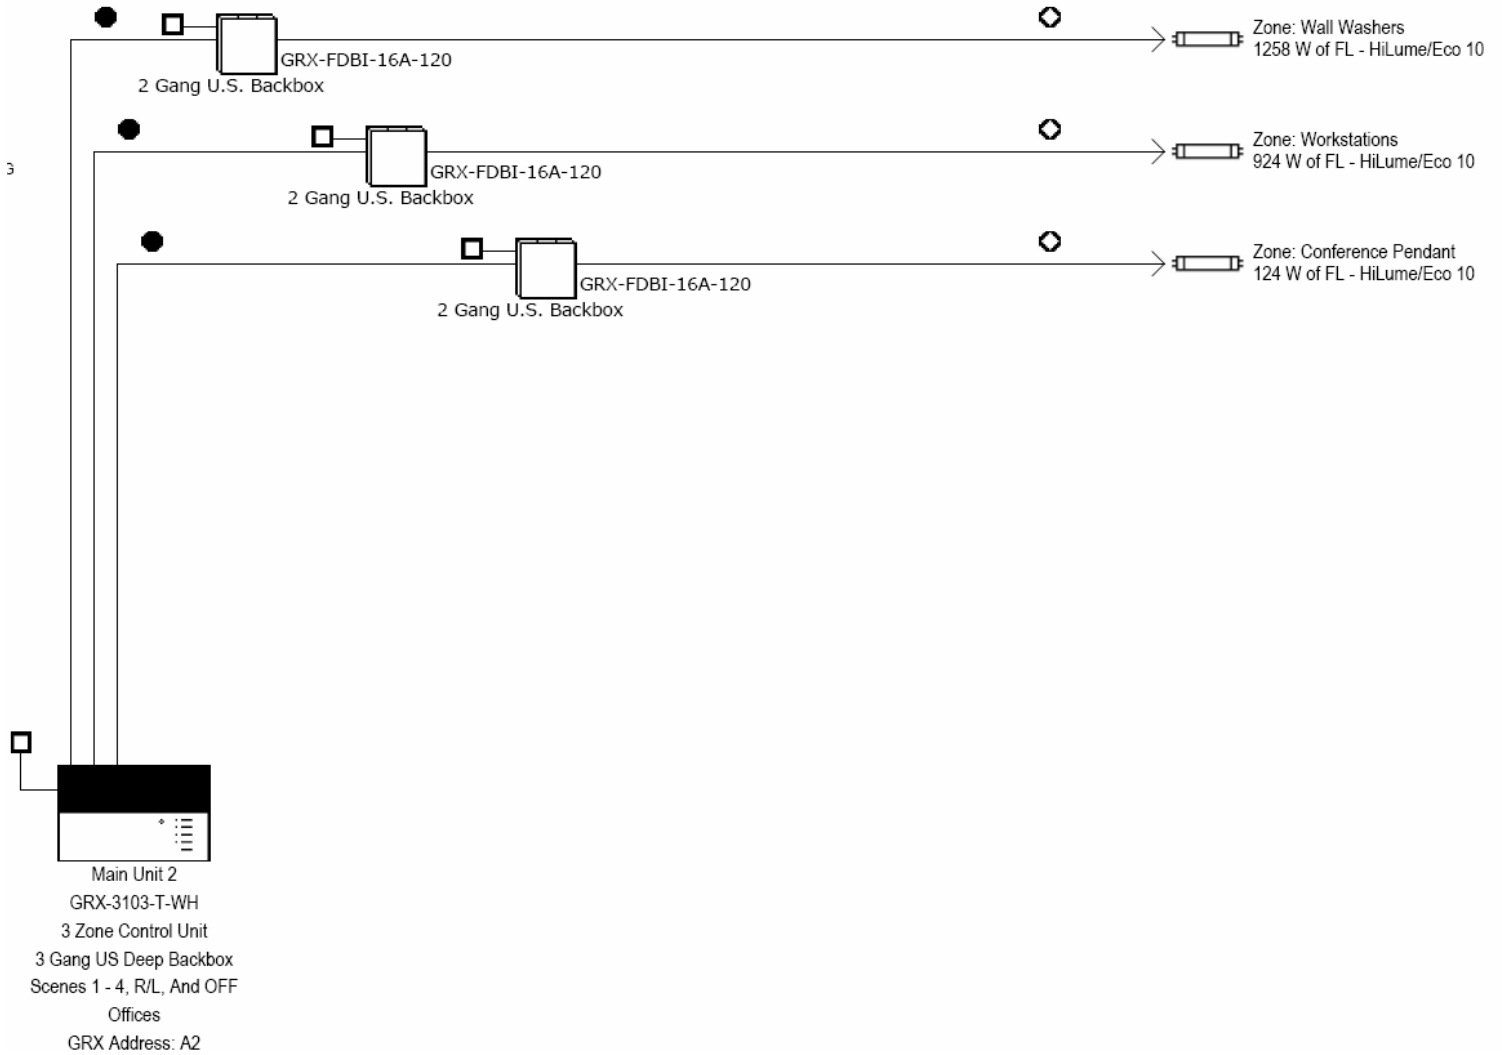 Zone: Wall Washers
1258 W of FL - HiLume/Eco 10
GRX-FDBI-16A-120
2 Gang U.S. Backbox
Zone: Workstations
924 W of FL - HiLume/Eco 10
GRX-FDBI-16A-120
2 Gang U.S. Backbox
Zone: Conference Pendant
124 W of FL - HiLume/Eco 10
GRX-FDBI-16A-120
2 Gang U.S. Backbox
Main Unit 2
GRX-3103-T-WH
3 Zone Control Unit
3 Gang US Deep Backbox
Scenes 1 - 4, R/L, And OFF
Offices
GRX Address: A2